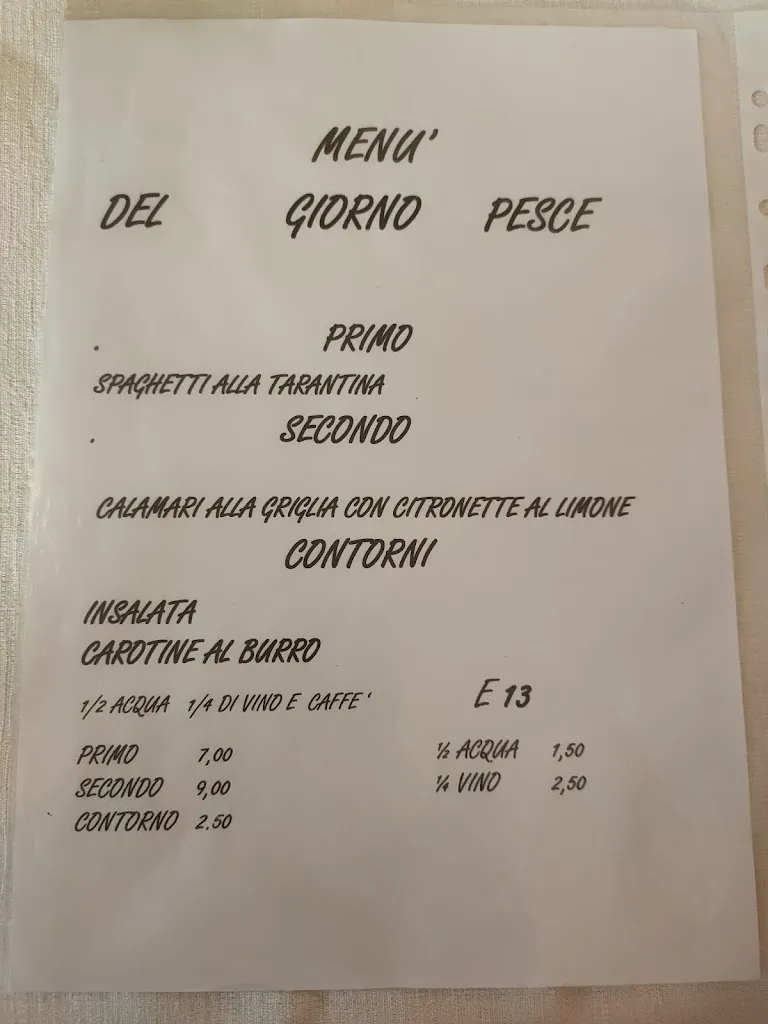 MENU'
DEL GIORNO PESCE
. PRIMO
SPAGHETTI ALLA TARANTINA
. SECONDO
CALAMARI ALLA GRIGLIA CON CITRONETTE AL LIMONE
CONTORNI
INSALATA
CAROTINE AL BURRO
1/2 ACQUA 1/4 DI VINO E CAFFE' E 13
PRIMO 7,00 ½ ACQUA 1,50
SECONDO 9,00 ¼ VINO 2,50
CONTORNO 2.50